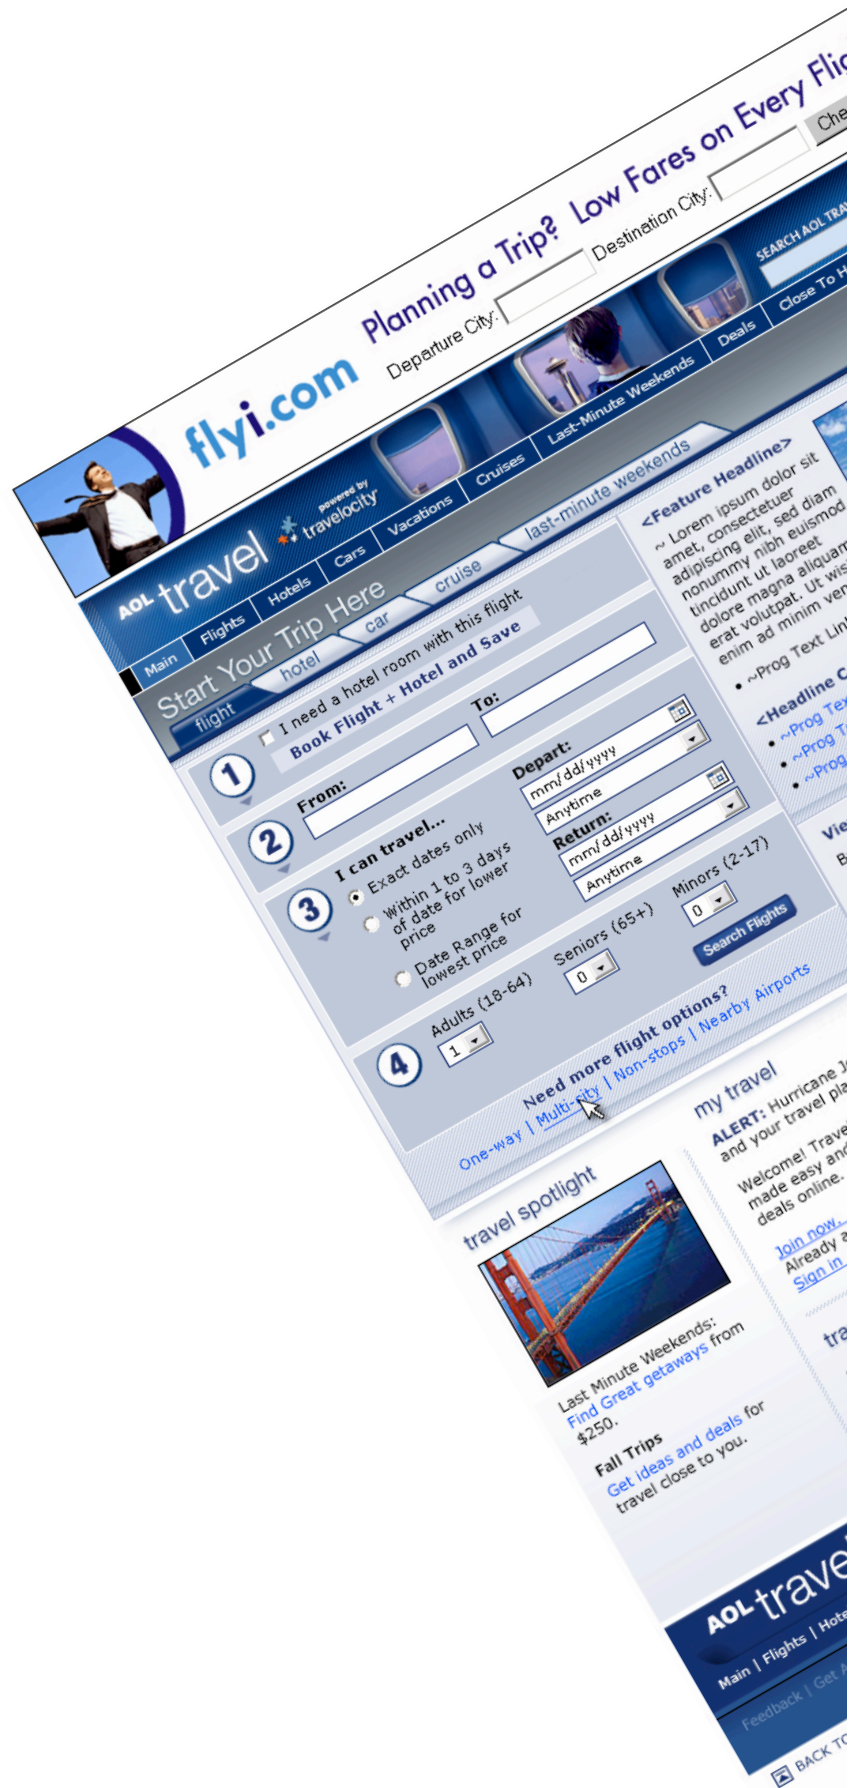 Planning a Trip? Low Fares on Every
Departure City: Destination City:
flyi.com
SEARCH AOL
AOL travel powered by travelocity
Main Flights Hotels Cars Vacations Cruises Last-Minute Weekends Deals Close To
Start Your Trip Here
flight hotel car cruise last-minute weekends
1
I need a hotel room with this flight
Book Flight + Hotel and Save
2
From:
To:
3
I can travel...
Exact dates only
Within 1 to 3 days
of date for lower
price
Date Range for
lowest price
Depart:
mm/dd/yyyy
Anytime
Return:
mm/dd/yyyy
Anytime
4
Adults (18-64)
1
Seniors (65+)
0
Minors (2-17)
0
Search Flights
Need more flight options?
One-way | Multi-city | Non-stops | Nearby Airports
<Feature Headline>
~ Lorem ipsum dolor sit
amet, consectetuer
adipiscing elit, sed diam
nonummy nibh euismod
tincidunt ut laoreet
dolore magna aliquam
erat volutpat. Ut wis
enim ad minim ven
• ~Prog Text Lin
<Headline
• ~Prog
• ~Prog
• ~Prog
travel spotlight
Last Minute Weekends:
Find Great getaways from
$250.
Fall Trips
Get ideas and deals for
travel close to you.
my travel
ALERT: Hurricane
and your travel
Welcome!
made easy and
deals online.
Join now.
Already
Sign in
AOL travel
Main | Flights |
Feedback | Get
BACK TO